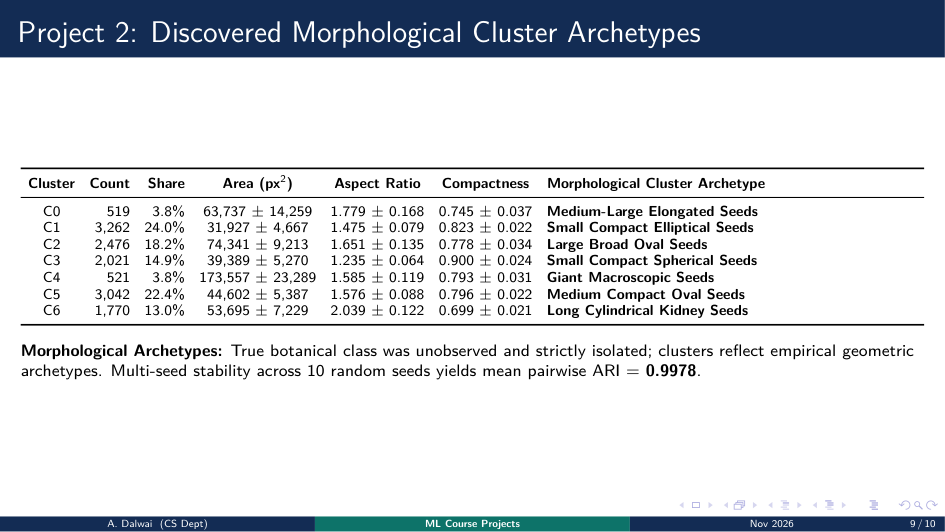 Project 2: Discovered Morphological Cluster Archetypes
Cluster Count Share Area (px²) Aspect Ratio Compactness Morphological Cluster Archetype
C0 519 3.8% 63,737 ± 14,259 1.779 ± 0.168 0.745 ± 0.037 Medium-Large Elongated Seeds
C1 3,262 24.0% 31,927 ± 4,667 1.475 ± 0.079 0.823 ± 0.022 Small Compact Elliptical Seeds
C2 2,476 18.2% 74,341 ± 9,213 1.651 ± 0.135 0.778 ± 0.034 Large Broad Oval Seeds
C3 2,021 14.9% 39,389 ± 5,270 1.235 ± 0.064 0.900 ± 0.024 Small Compact Spherical Seeds
C4 521 3.8% 173,557 ± 23,289 1.585 ± 0.119 0.793 ± 0.031 Giant Macroscopic Seeds
C5 3,042 22.4% 44,602 ± 5,387 1.576 ± 0.088 0.796 ± 0.022 Medium Compact Oval Seeds
C6 1,770 13.0% 53,695 ± 7,229 2.039 ± 0.122 0.699 ± 0.021 Long Cylindrical Kidney Seeds
Morphological Archetypes: True botanical class was unobserved and strictly isolated; clusters reflect empirical geometric
archetypes. Multi-seed stability across 10 random seeds yields mean pairwise ARI = 0.9978.
A. Dalwai (CS Dept) ML Course Projects Nov 2026 9 / 10